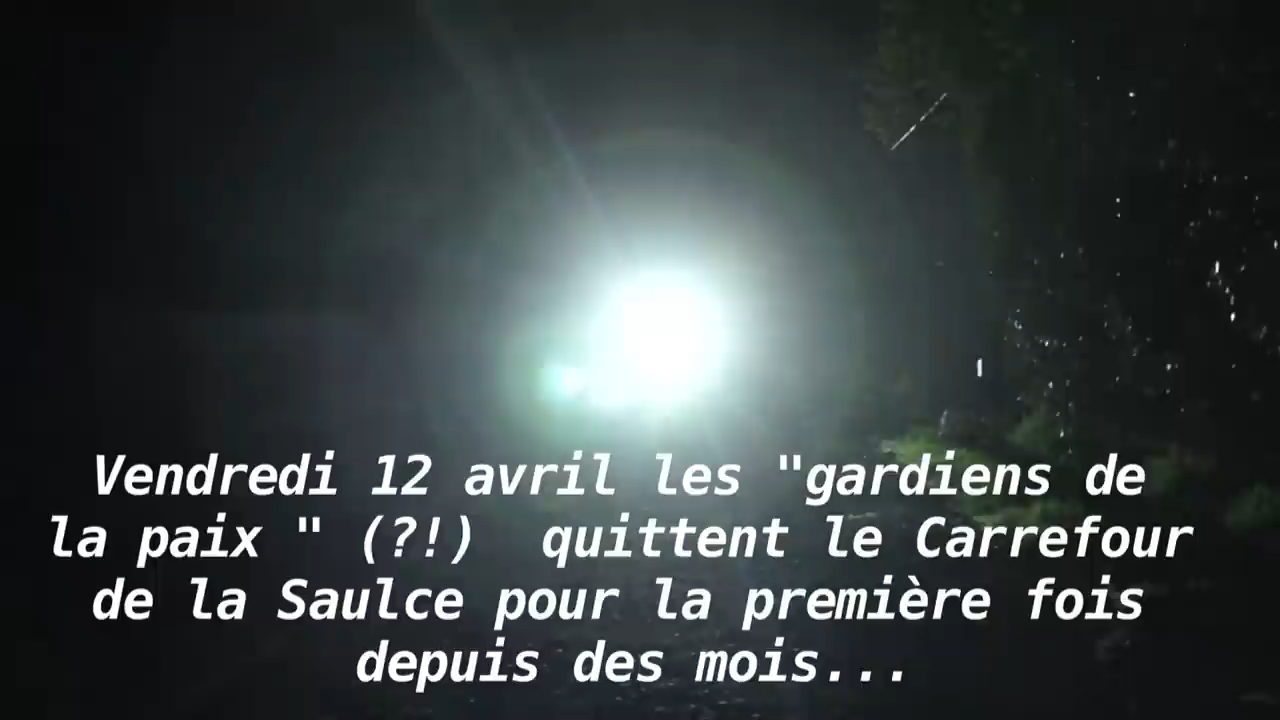 Vendredi 12 avril les "gardiens de
la paix " (?!)  quittent le Carrefour
de la Saulce pour la première fois
depuis des mois...